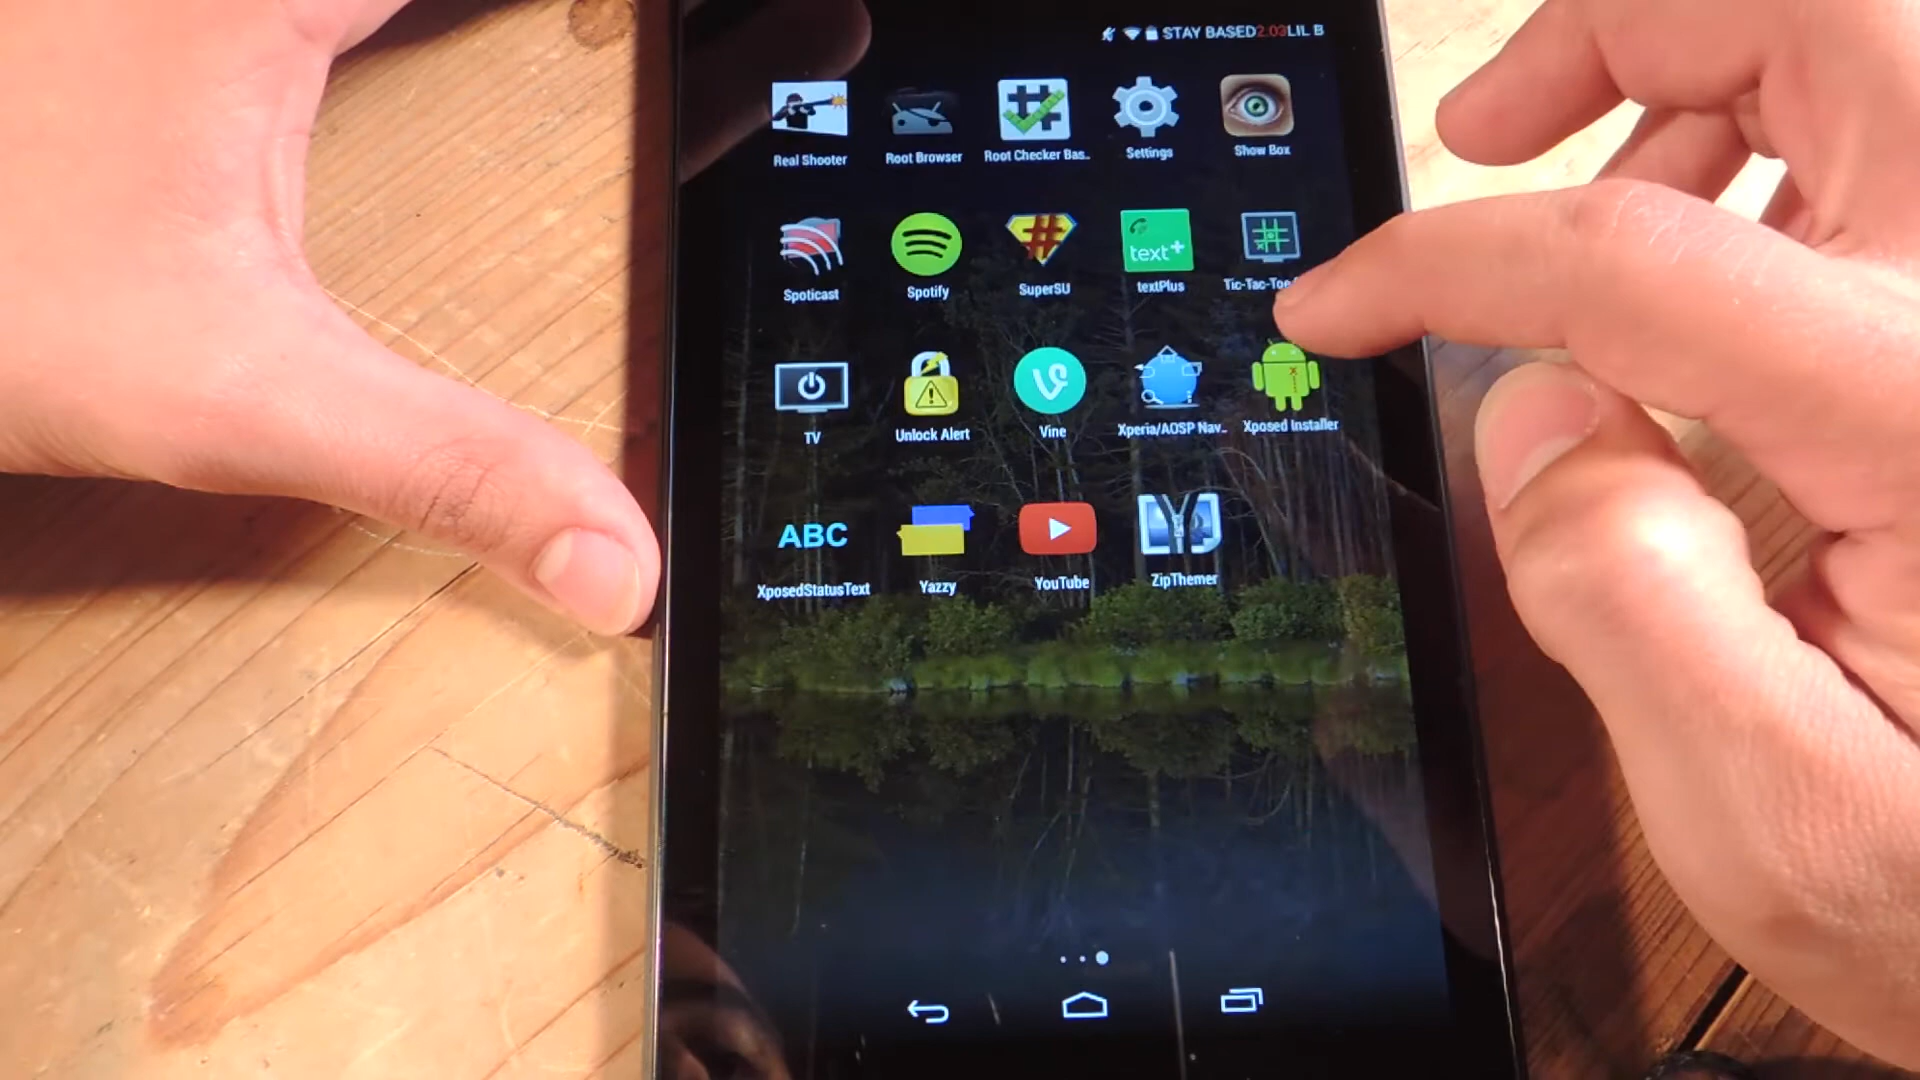 STAY BASED2:03LIL B
Real Shooter
Root Browser
Root Checker Bas..
Settings
Show Box
text+
Spoticast
Spotify
SuperSU
textPlus
Tic-Tac-Toe
TV
Unlock Alert
Vine
Xperia/AOSP Nav..
Xposed Installer
ABC
XposedStatusText
Yazzy
YouTube
ZipThemer